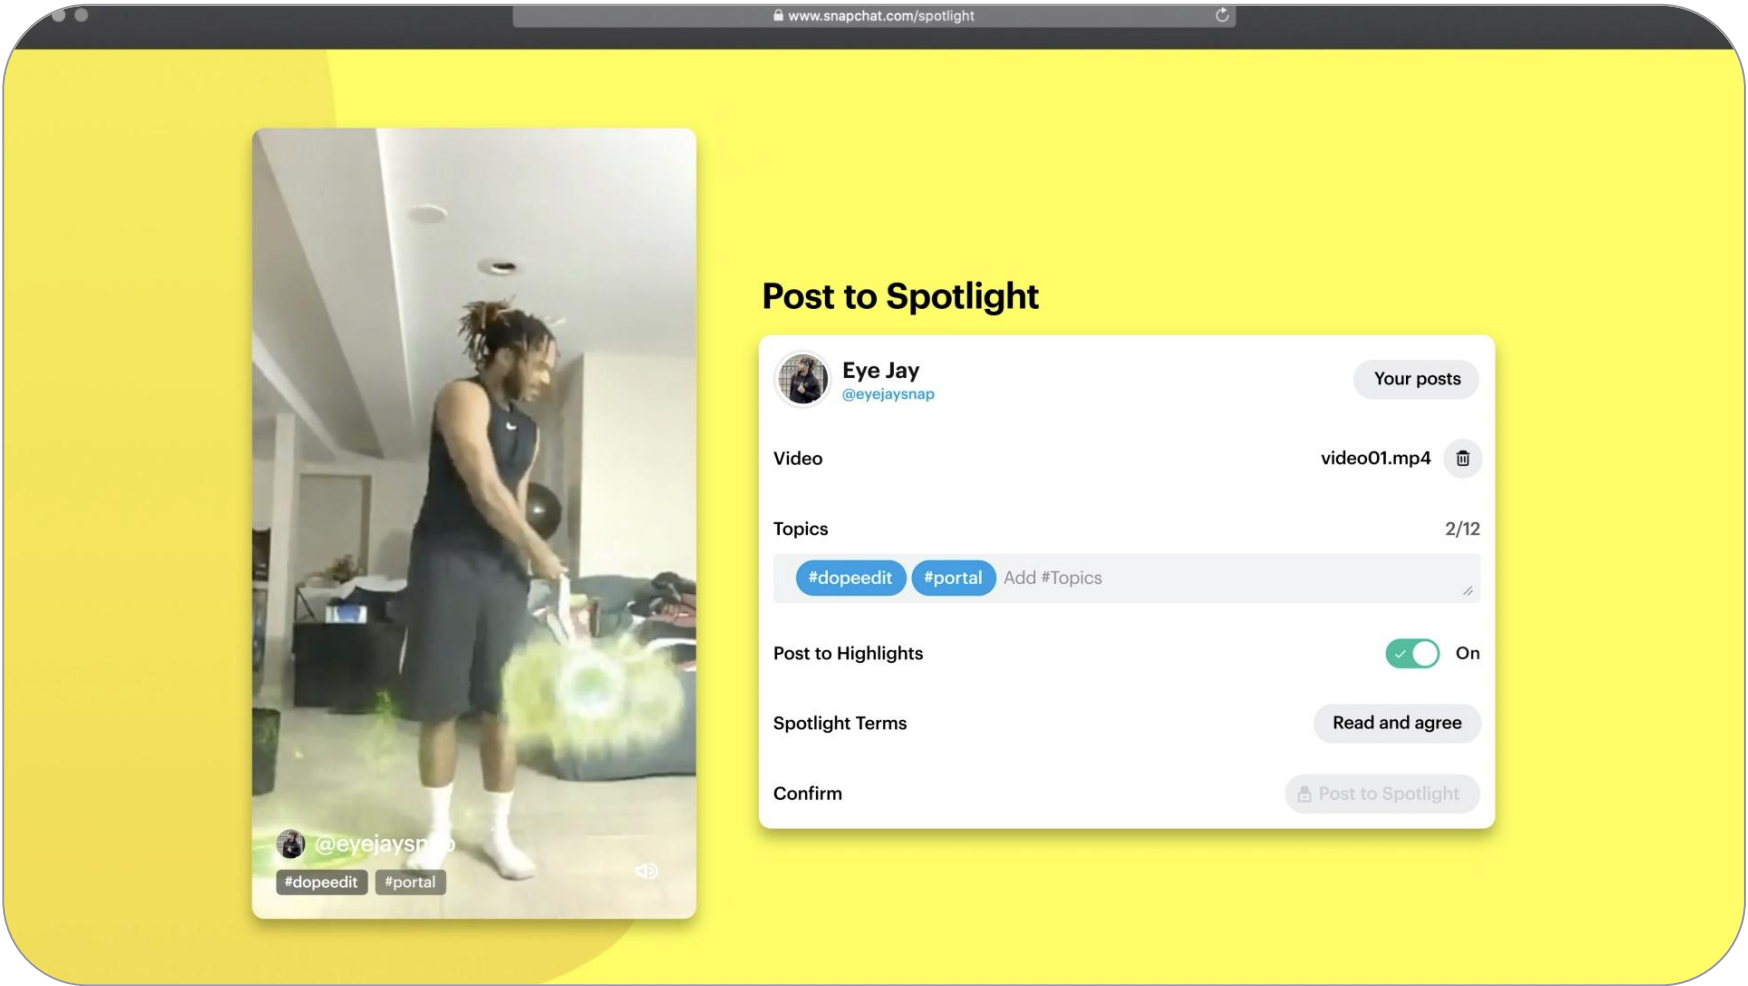 www.snapchat.com/spotlight
Post to Spotlight
Eye Jay
@eyejaysnap
Your posts
Video
video01.mp4
Topics
2/12
#dopeedit #portal Add #Topics
Post to Highlights
On
Spotlight Terms
Read and agree
Confirm
Post to Spotlight
@eyejaysnap
#dopeedit #portal